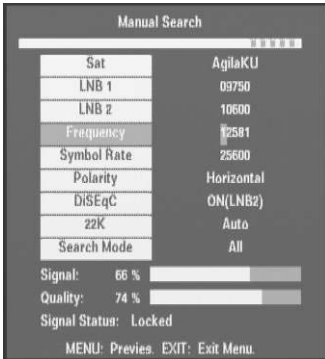 Manual Search
Sat AgilaKU
LNB 1 09750
LNB 2 10600
Frequency 12581
Symbol Rate 25600
Polarity Horizontal
DiSEqC ON(LNB2)
22K Auto
Search Mode All
Signal: 66 %
Quality: 74 %
Signal Status: Locked
MENU: Previes. EXIT: Exit Menu.